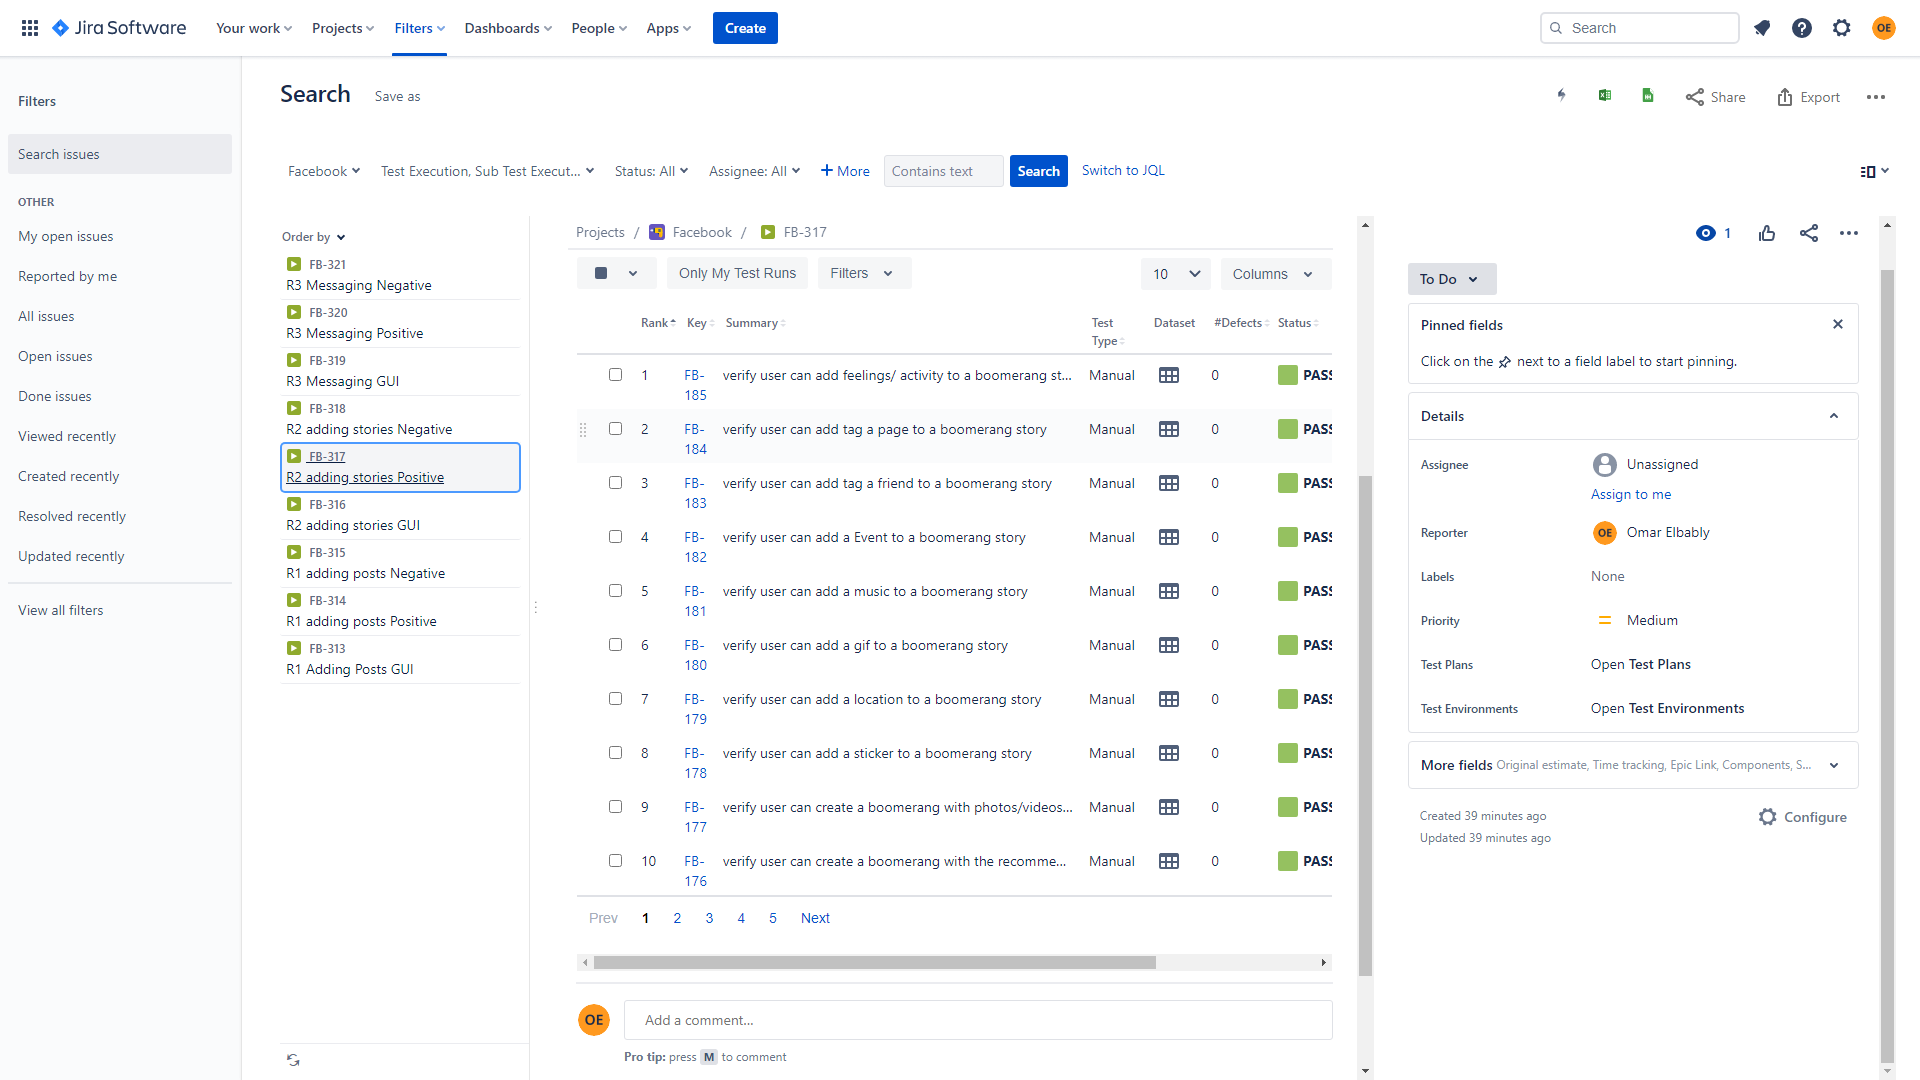 Jira Software
Your work
Projects
Filters
Dashboards
People
Apps
Create
Search
OE
Filters
Search issues
OTHER
My open issues
Reported by me
All issues
Open issues
Done issues
Viewed recently
Created recently
Resolved recently
Updated recently
View all filters
Search
Save as
Share
Export
Facebook
Test Execution, Sub Test Execut...
Status: All
Assignee: All
+ More
Contains text
Search
Switch to JQL
Order by
FB-321
R3 Messaging Negative
FB-320
R3 Messaging Positive
FB-319
R3 Messaging GUI
FB-318
R2 adding stories Negative
FB-317
R2 adding stories Positive
FB-316
R2 adding stories GUI
FB-315
R1 adding posts Negative
FB-314
R1 adding posts Positive
FB-313
R1 Adding Posts GUI
Projects / Facebook / FB-317
Only My Test Runs
Filters
10
Columns
Rank Key Summary Test Type Dataset #Defects Status
1 FB-185 verify user can add feelings/ activity to a boomerang st... Manual 0 PASS
2 FB-184 verify user can add tag a page to a boomerang story Manual 0 PASS
3 FB-183 verify user can add tag a friend to a boomerang story Manual 0 PASS
4 FB-182 verify user can add a Event to a boomerang story Manual 0 PASS
5 FB-181 verify user can add a music to a boomerang story Manual 0 PASS
6 FB-180 verify user can add a gif to a boomerang story Manual 0 PASS
7 FB-179 verify user can add a location to a boomerang story Manual 0 PASS
8 FB-178 verify user can add a sticker to a boomerang story Manual 0 PASS
9 FB-177 verify user can create a boomerang with photos/videos... Manual 0 PASS
10 FB-176 verify user can create a boomerang with the recomme... Manual 0 PASS
Prev 1 2 3 4 5 Next
OE
Add a comment...
Pro tip: press M to comment
1
To Do
Pinned fields
Click on the next to a field label to start pinning.
Details
Assignee
Unassigned
Assign to me
Reporter
OE
Omar Elbably
Labels
None
Priority
Medium
Test Plans
Open Test Plans
Test Environments
Open Test Environments
More fields Original estimate, Time tracking, Epic Link, Components, S...
Created 39 minutes ago
Updated 39 minutes ago
Configure